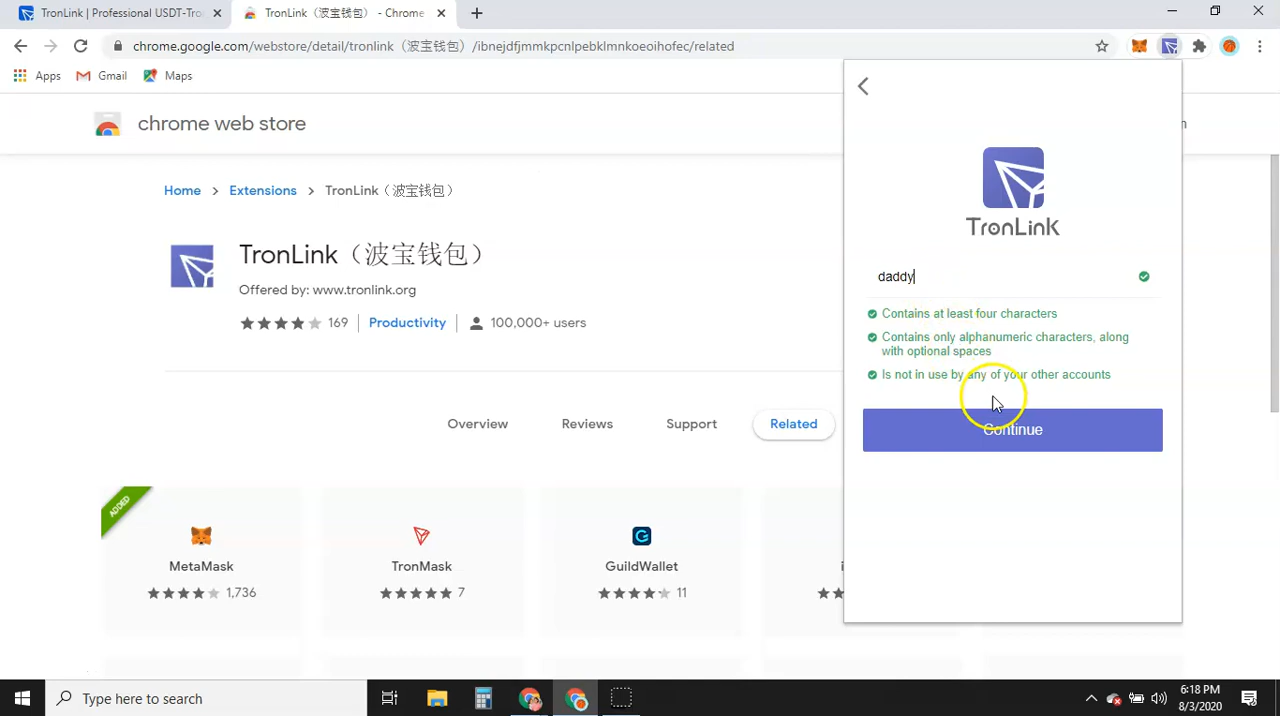 TronLink | Professional USDT-Tro
TronLink（波宝钱包） - Chrome
chrome.google.com/webstore/detail/tronlink（波宝钱包）/ibnejdfjmmkpcnlpebklmnkoeoihofec/related
Apps Gmail Maps
chrome web store
Home > Extensions > TronLink（波宝钱包）
TronLink（波宝钱包）
Offered by: www.tronlink.org
169 Productivity 100,000+ users
Overview Reviews Support Related
ADDED
MetaMask TronMask GuildWallet
1,736 7 11
TronLink
daddy
Contains at least four characters
Contains only alphanumeric characters, along
with optional spaces
Is not in use by any of your other accounts
Continue
Type here to search
6:18 PM
8/3/2020